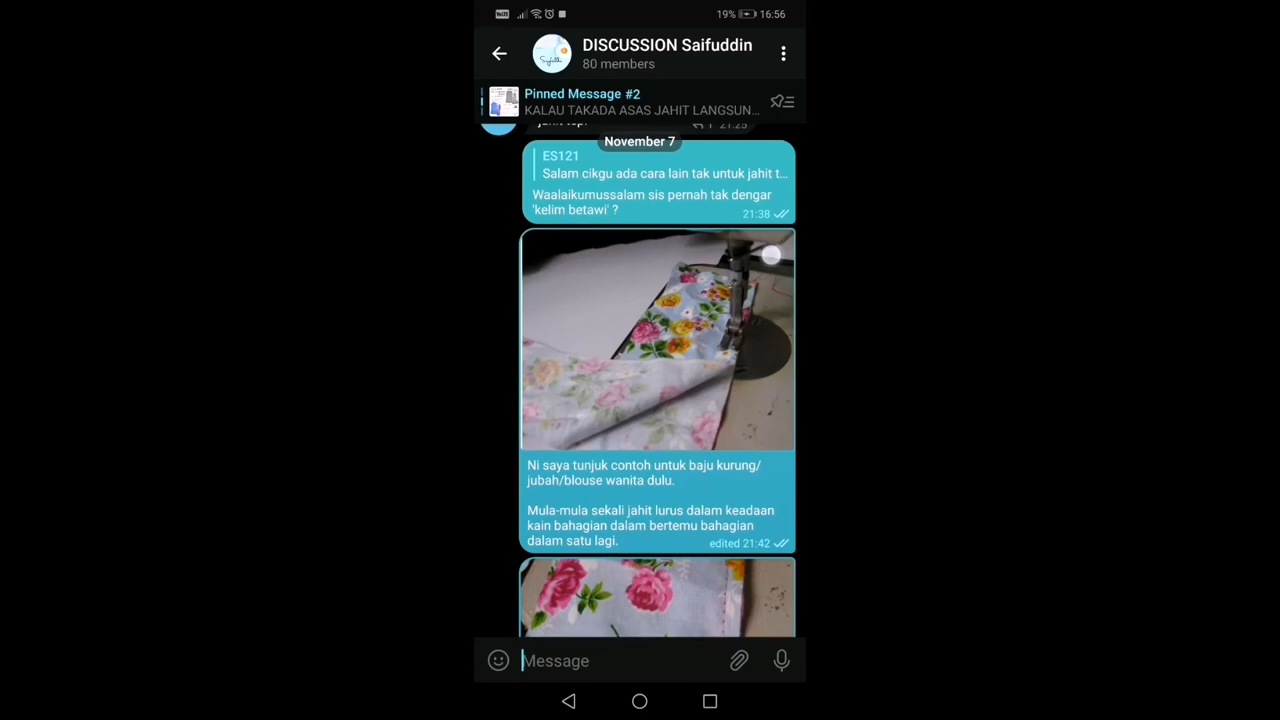 19% 16:56
DISCUSSION Saifuddin
80 members
Pinned Message #2
KALAU TAKADA ASAS JAHIT LANGSUN...
21:25
November 7
ES121
Salam cikgu ada cara lain tak untuk jahit t...
Waalaikumussalam sis pernah tak dengar
'kelim betawi' ?
21:38
Ni saya tunjuk contoh untuk baju kurung/
jubah/blouse wanita dulu.
Mula-mula sekali jahit lurus dalam keadaan
kain bahagian dalam bertemu bahagian
dalam satu lagi.
edited 21:42
Message